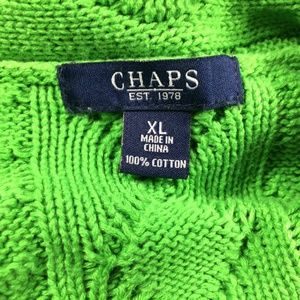 CHAPS
EST. 1978
XL
MADE IN
CHINA
100% COTTON